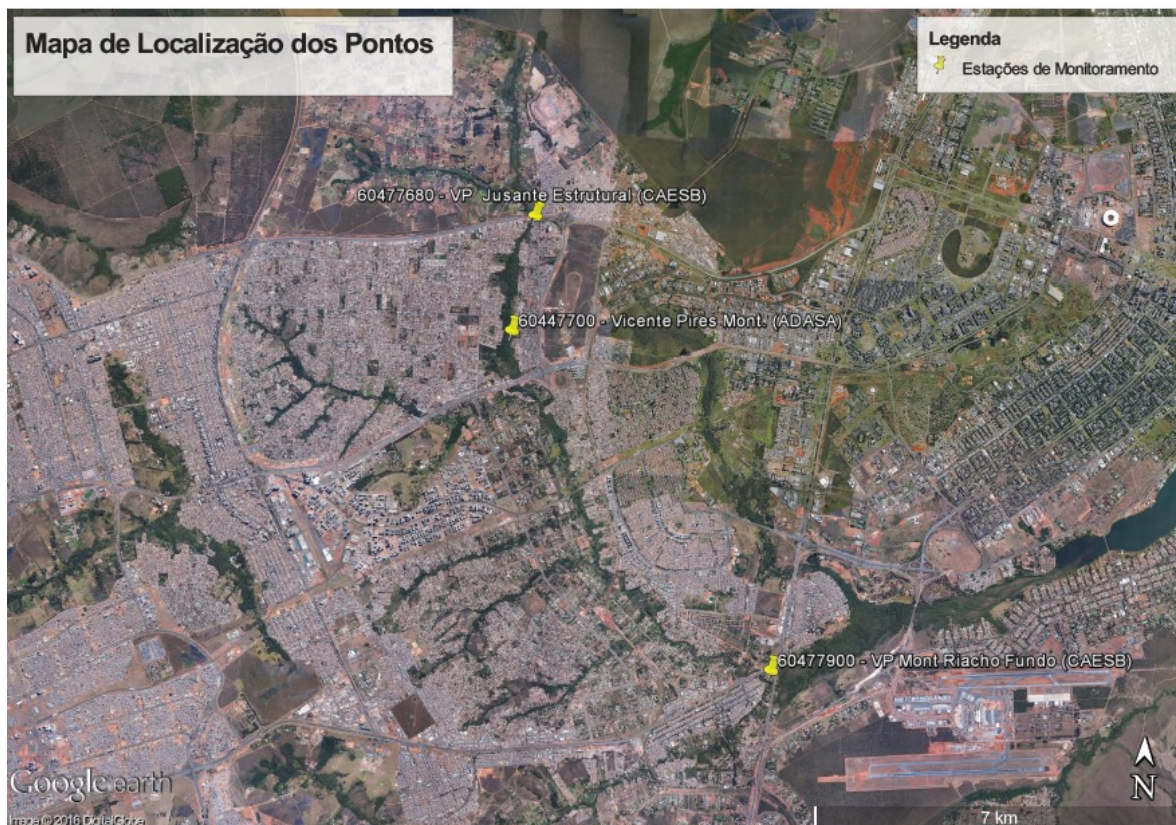 Mapa de Localização dos Pontos
Legenda
Estações de Monitoramento
60477680 - VP Jusante Estrutural (CAESB)
60447700 - Vicente Pires Mont. (ADASA)
60477900 - VP Mont Riacho Fundo (CAESB)
Google earth
Image © 2016 DigitalGlobe
N
7 km